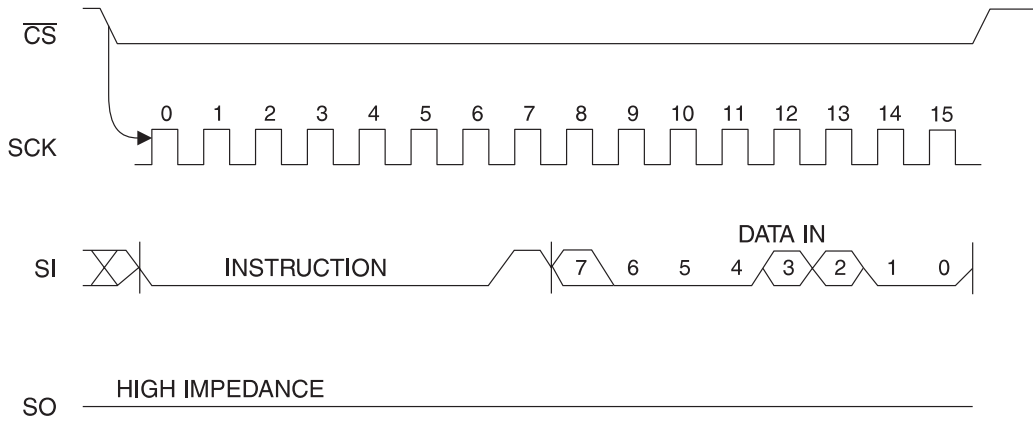 CS
0 1 2 3 4 5 6 7 8 9 10 11 12 13 14 15
SCK
DATA IN
SI
INSTRUCTION
7 6 5 4 3 2 1 0
HIGH IMPEDANCE
SO